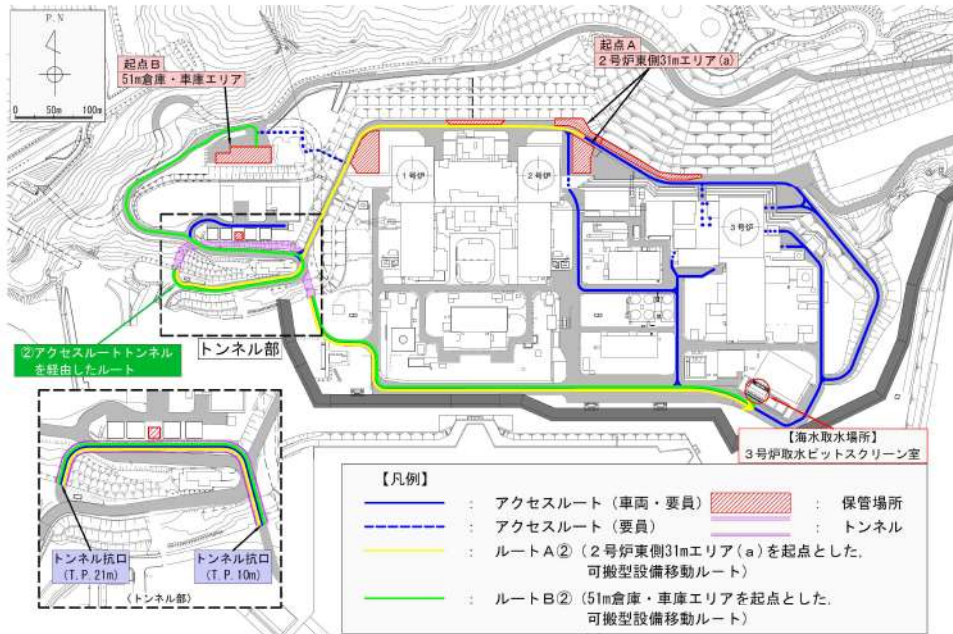 P.N
0 50m 100m
起点B
51m倉庫・車庫エリア
起点A
2号炉東側31mエリア(a)
1号炉
2号炉
3号炉
②アクセスルートトンネル
を経由したルート
トンネル部
【海水取水場所】
3号炉取水ピットスクリーン室
トンネル坑口
(T.P.21m)
トンネル坑口
(T.P.10m)
(トンネル部)
【凡例】
: アクセスルート(車両・要員)
: 保管場所
: アクセスルート(要員)
: トンネル
: ルートA②(2号炉東側31mエリア(a)を起点とした,
可搬型設備移動ルート)
: ルートB②(51m倉庫・車庫エリアを起点とした,
可搬型設備移動ルート)